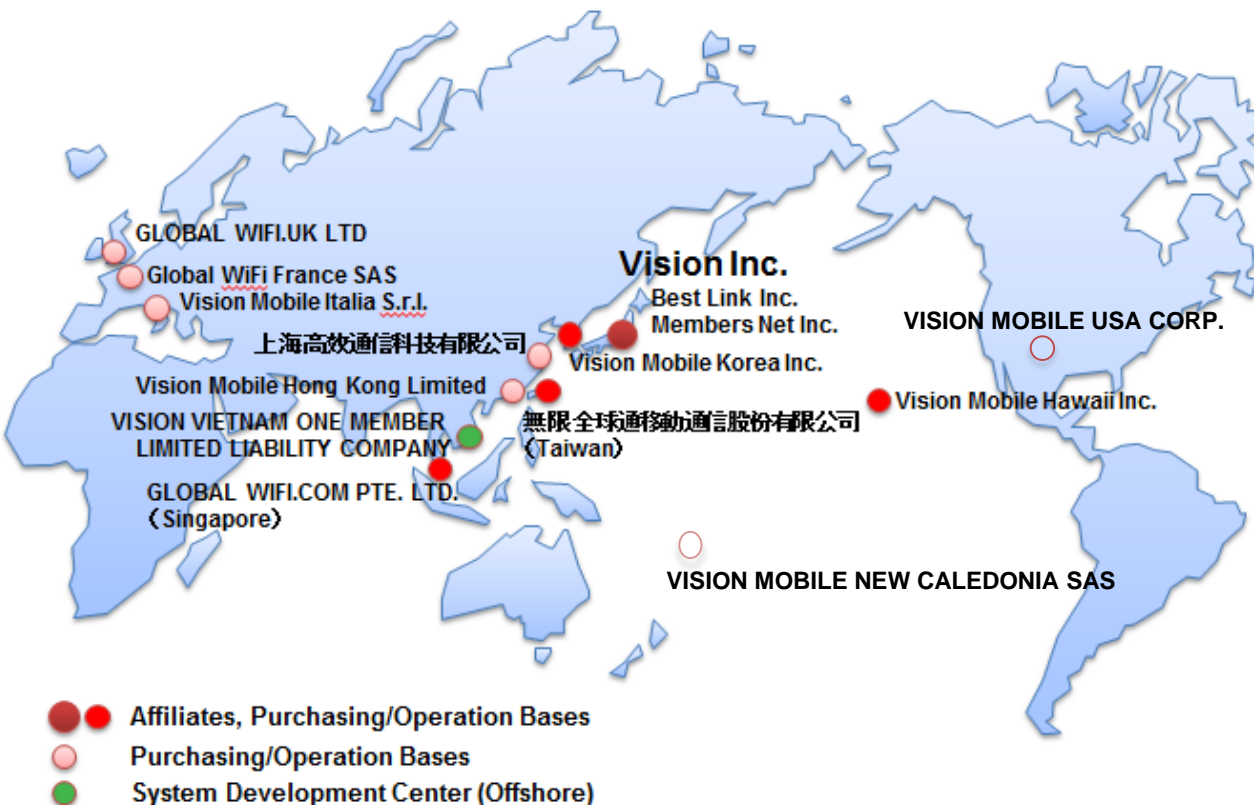 GLOBAL WIFI.UK LTD
Global WiFi France SAS
Vision Mobile Italia S.r.l.
Vision Inc.
Best Link Inc.
Members Net Inc.
VISION MOBILE USA CORP.
上海高效通信科技有限公司
Vision Mobile Korea Inc.
Vision Mobile Hong Kong Limited
Vision Mobile Hawaii Inc.
VISION VIETNAM ONE MEMBER
LIMITED LIABILITY COMPANY
無限全球通移動通信股份有限公司
(Taiwan)
GLOBAL WIFI.COM PTE. LTD.
(Singapore)
VISION MOBILE NEW CALEDONIA SAS
Affiliates, Purchasing/Operation Bases
Purchasing/Operation Bases
System Development Center (Offshore)